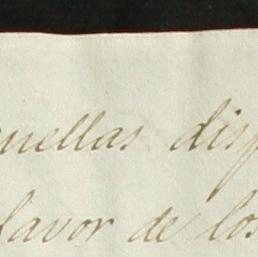 uellas disp
favor de los